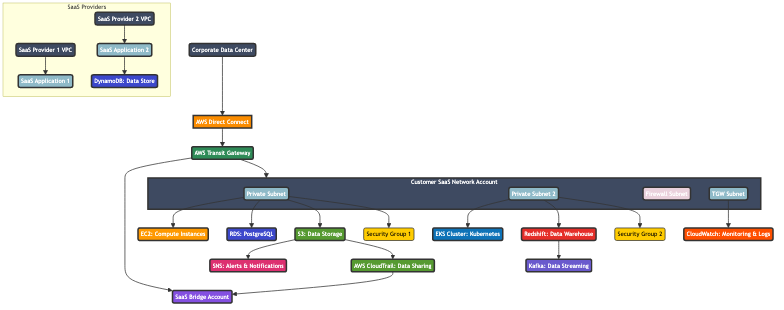 SaaS Providers
SaaS Provider 2 VPC
SaaS Provider 1 VPC
SaaS Application 2
Corporate Data Center
SaaS Application 1
DynamoDB: Data Store
AWS Direct Connect
AWS Transit Gateway
Customer SaaS Network Account
Private Subnet
Private Subnet 2
Firewall Subnet
TGW Subnet
EC2: Compute Instances
RDS: PostgreSQL
S3: Data Storage
Security Group 1
EKS Cluster: Kubernetes
Redshift: Data Warehouse
Security Group 2
CloudWatch: Monitoring & Logs
SNS: Alerts & Notifications
AWS CloudTrail: Data Sharing
Kafka: Data Streaming
SaaS Bridge Account